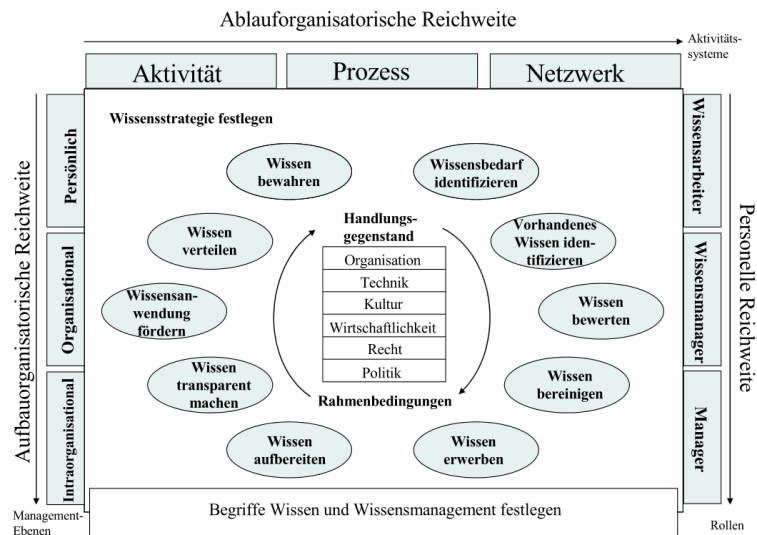 Ablauforganisatorische Reichweite
Aktivitäts-
systeme
Aktivität
Prozess
Netzwerk
Aufbauorganisatorische Reichweite
Persönlich
Organisational
Intraorganisational
Management-
Ebenen
Wissensstrategie festlegen
Wissen
bewahren
Wissensbedarf
identifizieren
Wissen
verteilen
Handlungs-
gegenstand
Vorhandenes
Wissen iden-
tifizieren
Organisation
Technik
Kultur
Wirtschaftlichkeit
Recht
Politik
Rahmenbedingungen
Wissensan-
wendung
fördern
Wissen
bewerten
Wissen
transparent
machen
Wissen
bereinigen
Wissen
aufbereiten
Wissen
erwerben
Begriffe Wissen und Wissensmanagement festlegen
Wissensarbeiter
Wissensmanager
Manager
Personelle Reichweite
Rollen